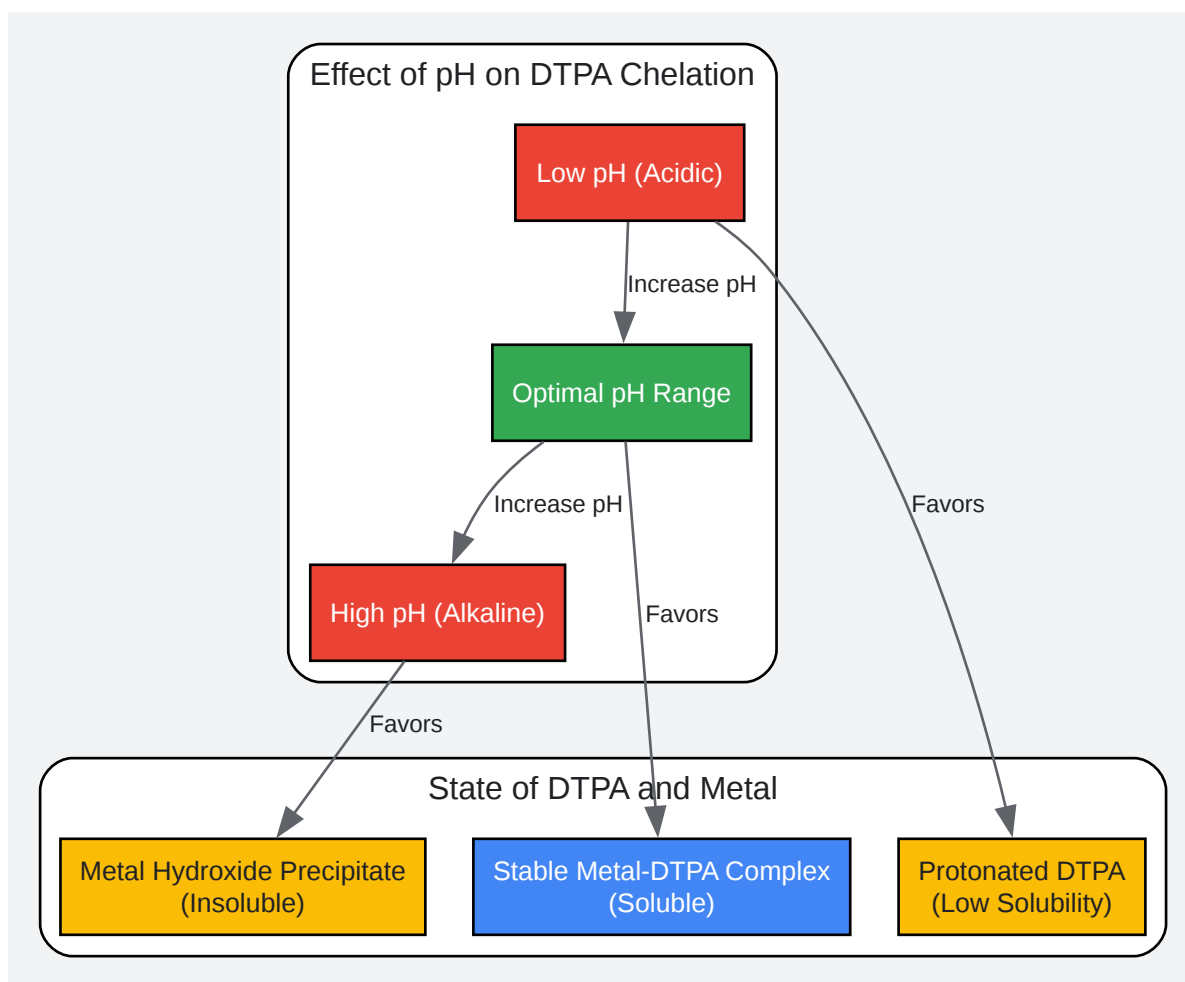 Effect of pH on DTPA Chelation
Low pH (Acidic)
Increase pH
Optimal pH Range
Increase pH
Favors
High pH (Alkaline)
Favors
Favors
State of DTPA and Metal
Metal Hydroxide Precipitate
(Insoluble)
Stable Metal-DTPA Complex
(Soluble)
Protonated DTPA
(Low Solubility)